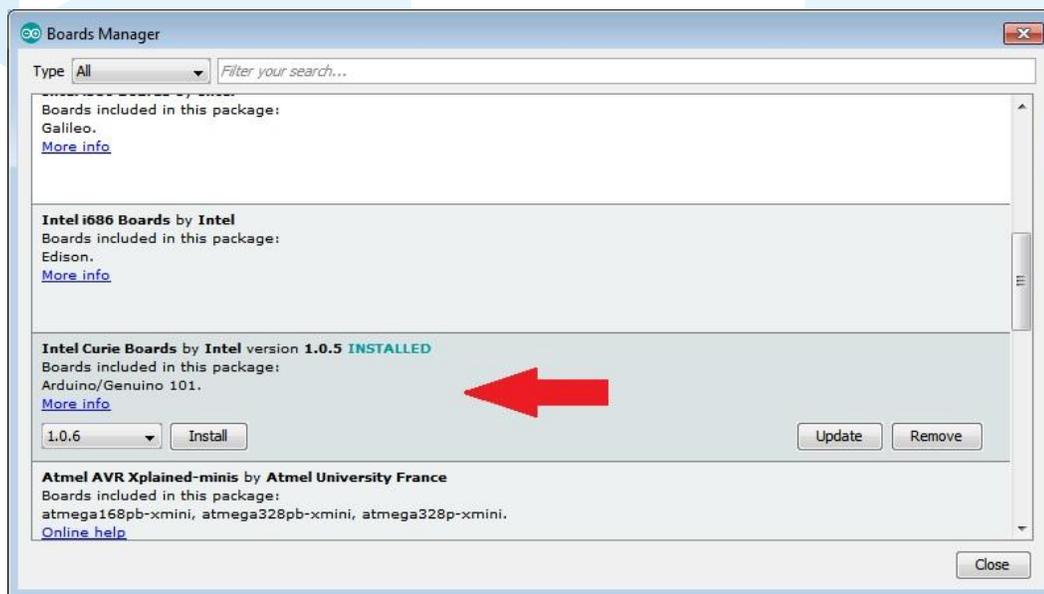 Boards Manager
Type All Filter your search...
Boards included in this package:
Galileo.
More info
Intel i686 Boards by Intel
Boards included in this package:
Edison.
More info
Intel Curie Boards by Intel version 1.0.5 INSTALLED
Boards included in this package:
Arduino/Genuino 101.
More info
1.0.6 Install Update Remove
Atmel AVR Xplained-minis by Atmel University France
Boards included in this package:
atmega168pb-xmini, atmega328pb-xmini, atmega328p-xmini.
Online help
Close